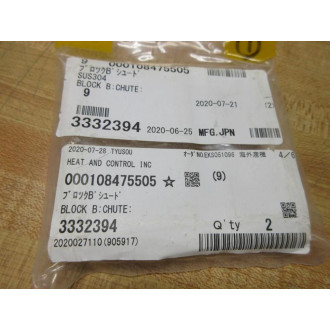 9 000108475505
ブロックB'シュート゛
SUS304
BLOCK B:CHUTE:
9
2020-07-21
3332394 2020-06-25 MFG.JPN
2020-07-28 TYUSOU
HEAT AND CONTROL INC
000108475505 ☆ (9)
ブロックB'シュート゛
BLOCK B:CHUTE:
3332394 Q'ty 2
2020027110 (905917)